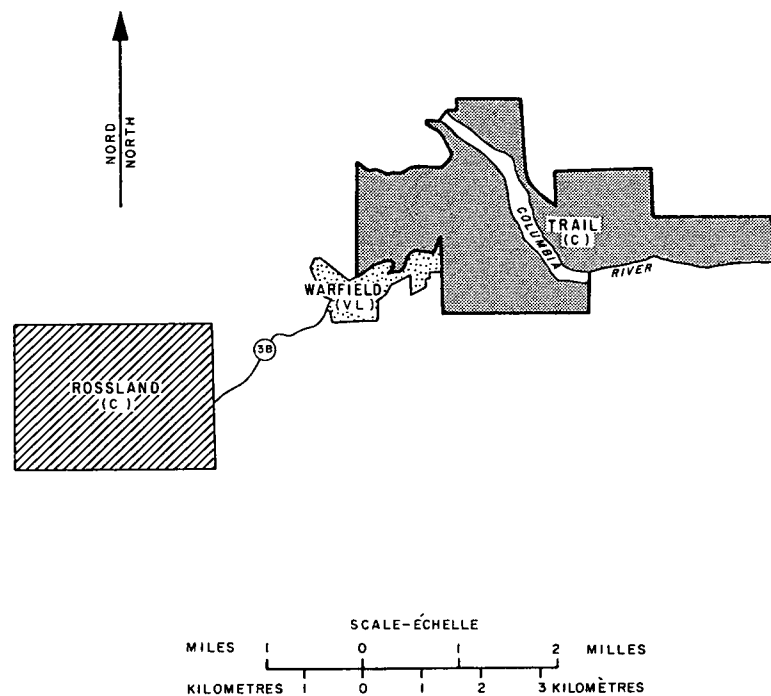 NORD
NORTH
TRAIL
(C)
COLUMBIA
RIVER
WARFIELD
(VL)
3B
ROSSLAND
(C)
SCALE-ÉCHELLE
MILES 1 0 1 2 MILLES
KILOMETRES 1 0 1 2 3 KILOMÈTRES